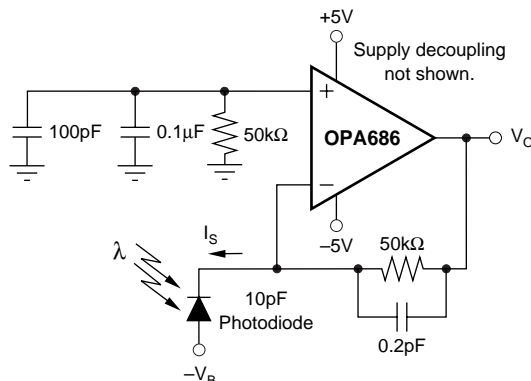 +5V
Supply decoupling
not shown.
+
OPA686
−
−5V
100pF
0.1µF
50kΩ
V_O
I_S
λ
50kΩ
0.2pF
10pF
Photodiode
−V_B